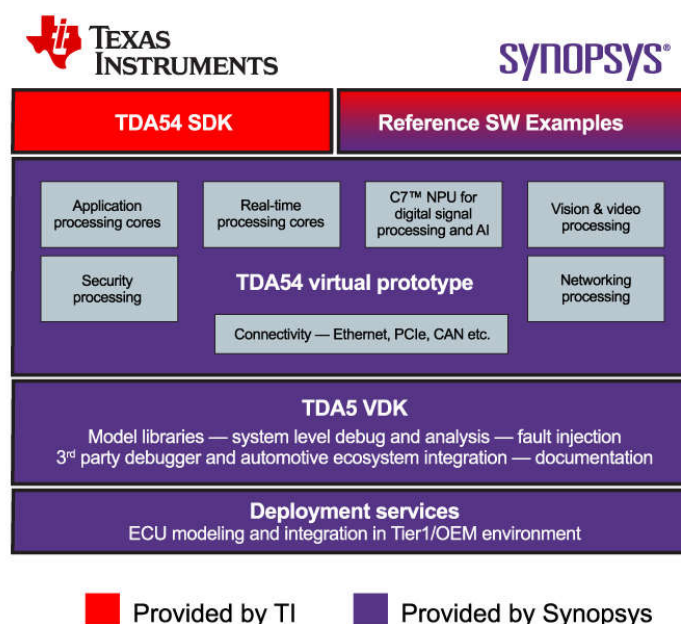 TEXAS
INSTRUMENTS
SYNOPSYS®
TDA54 SDK
Reference SW Examples
Application
processing cores
Real-time
processing cores
C7™ NPU for
digital signal
processing and AI
Vision & video
processing
Security
processing
TDA54 virtual prototype
Networking
processing
Connectivity — Ethernet, PCIe, CAN etc.
TDA5 VDK
Model libraries — system level debug and analysis — fault injection
3rd party debugger and automotive ecosystem integration — documentation
Deployment services
ECU modeling and integration in Tier1/OEM environment
Provided by TI
Provided by Synopsys